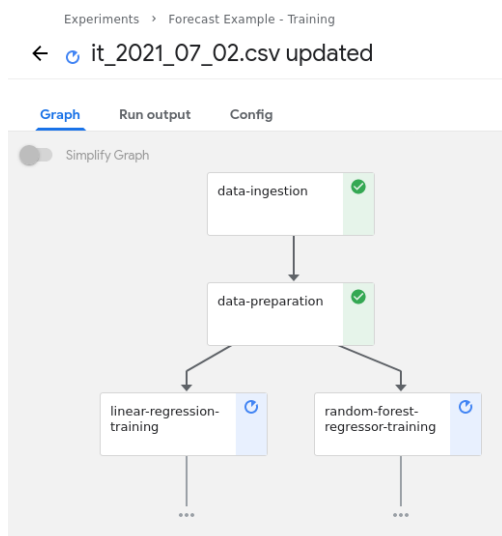 Experiments > Forecast Example - Training
it_2021_07_02.csv updated
Graph Run output Config
Simplify Graph
data-ingestion
data-preparation
linear-regression-
training
random-forest-
regressor-training
... ...